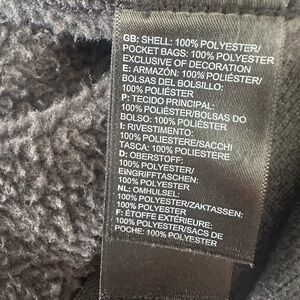 GB: SHELL: 100% POLYESTER/
POCKET BAGS: 100% POLYESTER
EXCLUSIVE OF DECORATION
E: ARMAZÓN: 100% POLIÉSTER/
BOLSAS DEL BOLSILLO:
100% POLIÉSTER
P: TECIDO PRINCIPAL:
100% POLIÉSTER/BOLSAS DO
BOLSO: 100% POLIÉSTER
I: RIVESTIMENTO:
100% POLIESTERE/SACCHI
TASCA: 100% POLIESTERE
D: OBERSTOFF:
100% POLYESTER/
EINGRIFFTASCHEN:
100% POLYESTER
NL: OMHULSEL:
100% POLYESTER/ZAKTASSEN:
100% POLYESTER
F: ÉTOFFE EXTÉRIEURE:
100% POLYESTER/SACS DE
POCHE: 100% POLYESTER